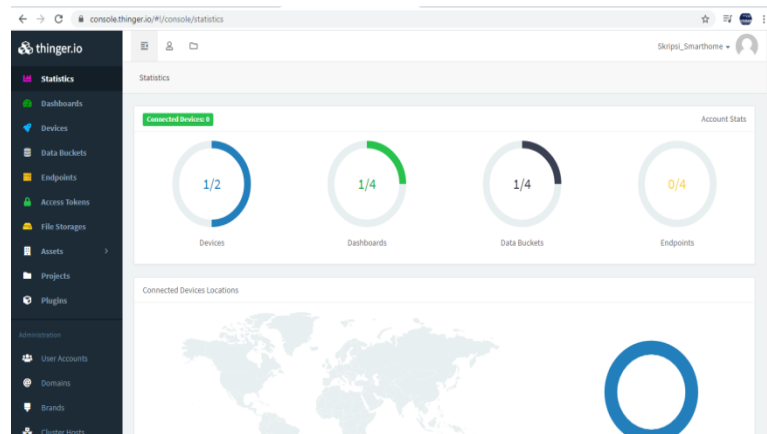 console.thinger.io/#!/console/statistics
thinger.io
Skripsi_Smarthome
Statistics
Statistics
Dashboards
Devices
Data Buckets
Endpoints
Access Tokens
File Storages
Assets
Projects
Plugins
Administration
User Accounts
Domains
Brands
Cluster Hosts
Connected Devices: 0
Account Stats
1/2
1/4
1/4
0/4
Devices
Dashboards
Data Buckets
Endpoints
Connected Devices Locations